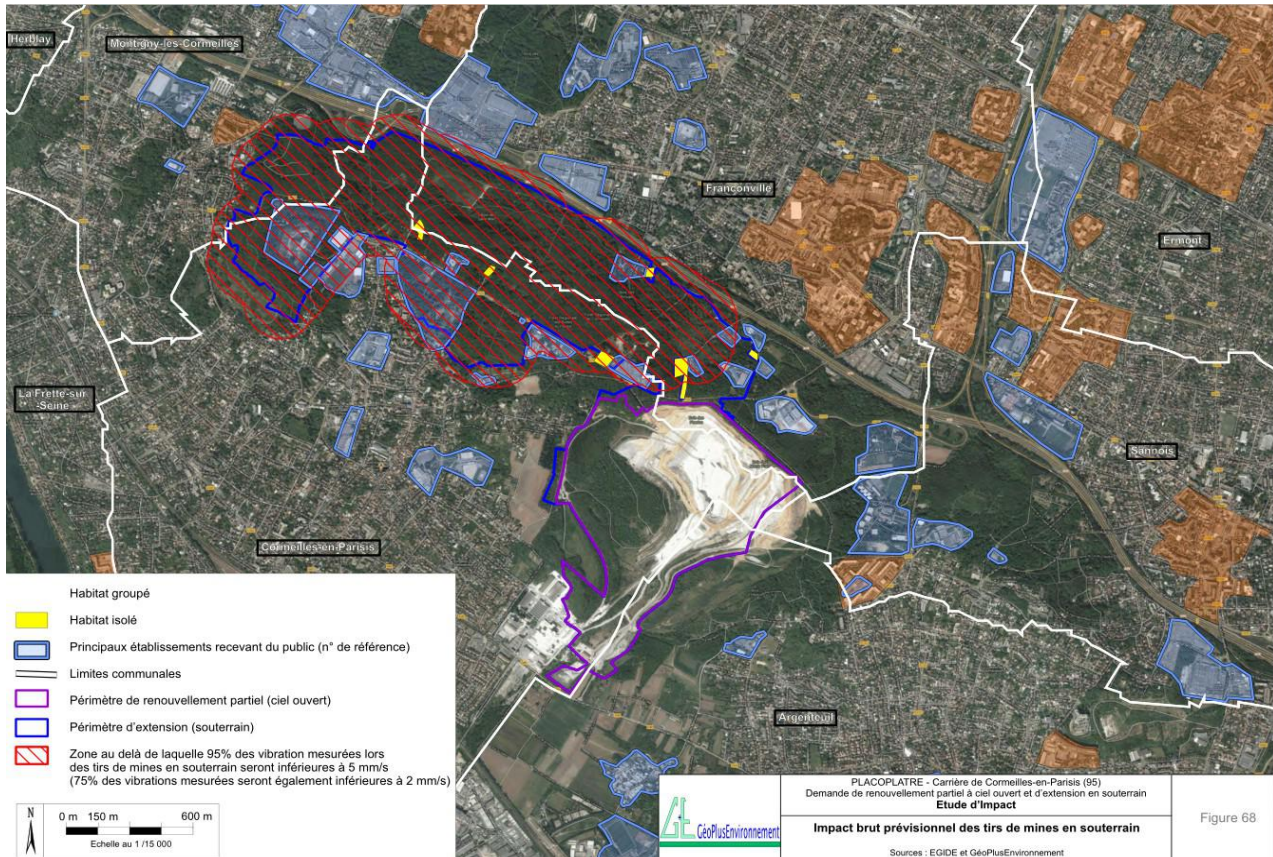 Herblay
Montigny-les-Cormeilles
Franconville
Ermont
La Frette-sur
-Seine
Sannois
Cormeilles-en-Parisis
Argenteuil
Habitat groupé
Habitat isolé
Principaux établissements recevant du public (n° de référence)
Limites communales
Périmètre de renouvellement partiel (ciel ouvert)
Périmètre d'extension (souterrain)
Zone au delà de laquelle 95% des vibration mesurées lors
des tirs de mines en souterrain seront inférieures à 5 mm/s
(75% des vibrations mesurées seront également inférieures à 2 mm/s)
N
0 m 150 m 600 m
Echelle au 1 /15 000
GéoPlusEnvironnement
PLACOPLATRE - Carrière de Cormeilles-en-Parisis (95)
Demande de renouvellement partiel à ciel ouvert et d'extension en souterrain
Etude d'Impact
Impact brut prévisionnel des tirs de mines en souterrain
Sources : EGIDE et GéoPlusEnvironnement
Figure 68